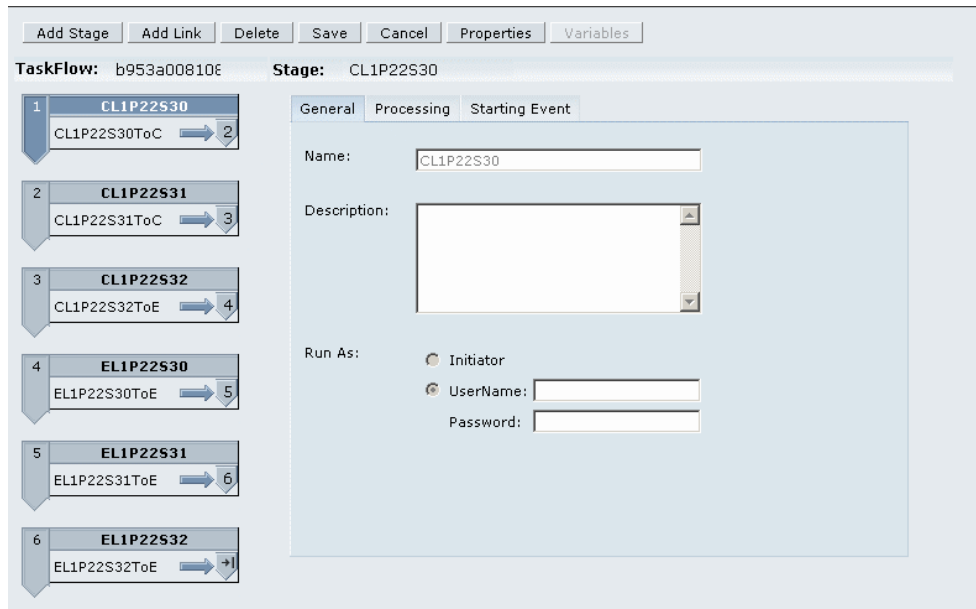 Add Stage Add Link Delete Save Cancel Properties Variables
TaskFlow: b953a008108 Stage: CL1P22S30
1 CL1P22S30
CL1P22S30ToC 2
2 CL1P22S31
CL1P22S31ToC 3
3 CL1P22S32
CL1P22S32ToE 4
4 EL1P22S30
EL1P22S30ToE 5
5 EL1P22S31
EL1P22S31ToE 6
6 EL1P22S32
EL1P22S32ToE
General Processing Starting Event
Name: CL1P22S30
Description:
Run As: Initiator
UserName:
Password: